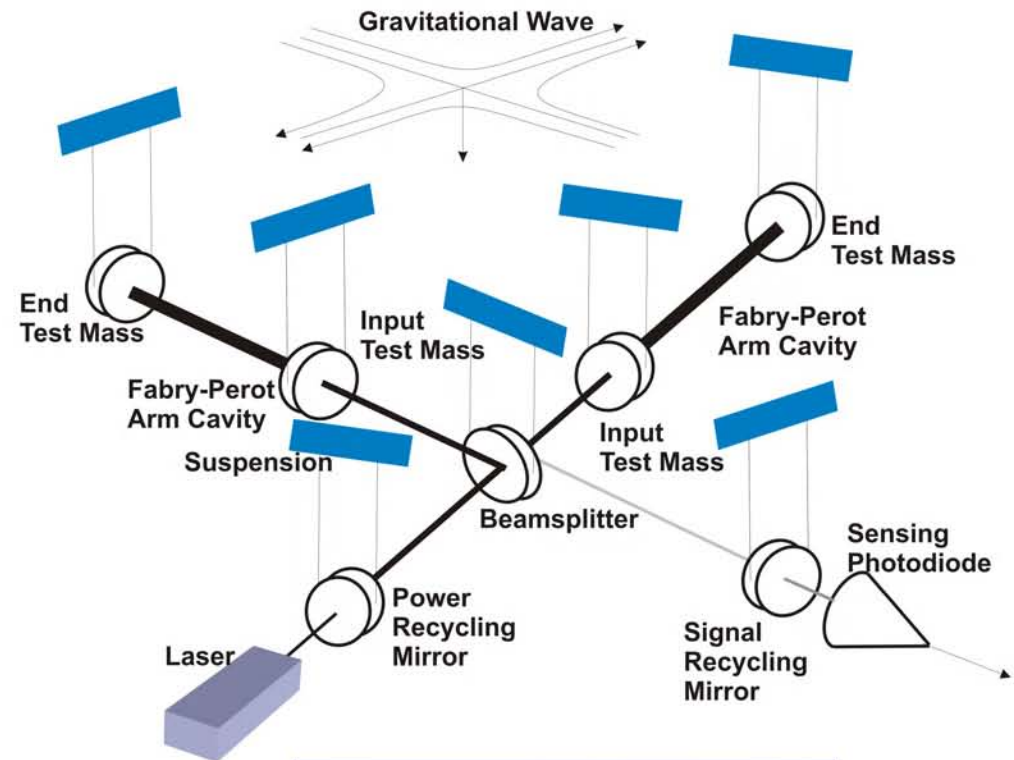 Gravitational Wave
End
Test Mass
End
Test Mass
Input
Test Mass
Fabry-Perot
Arm Cavity
Fabry-Perot
Arm Cavity
Input
Test Mass
Suspension
Beamsplitter
Sensing
Photodiode
Power
Recycling
Mirror
Signal
Recycling
Mirror
Laser